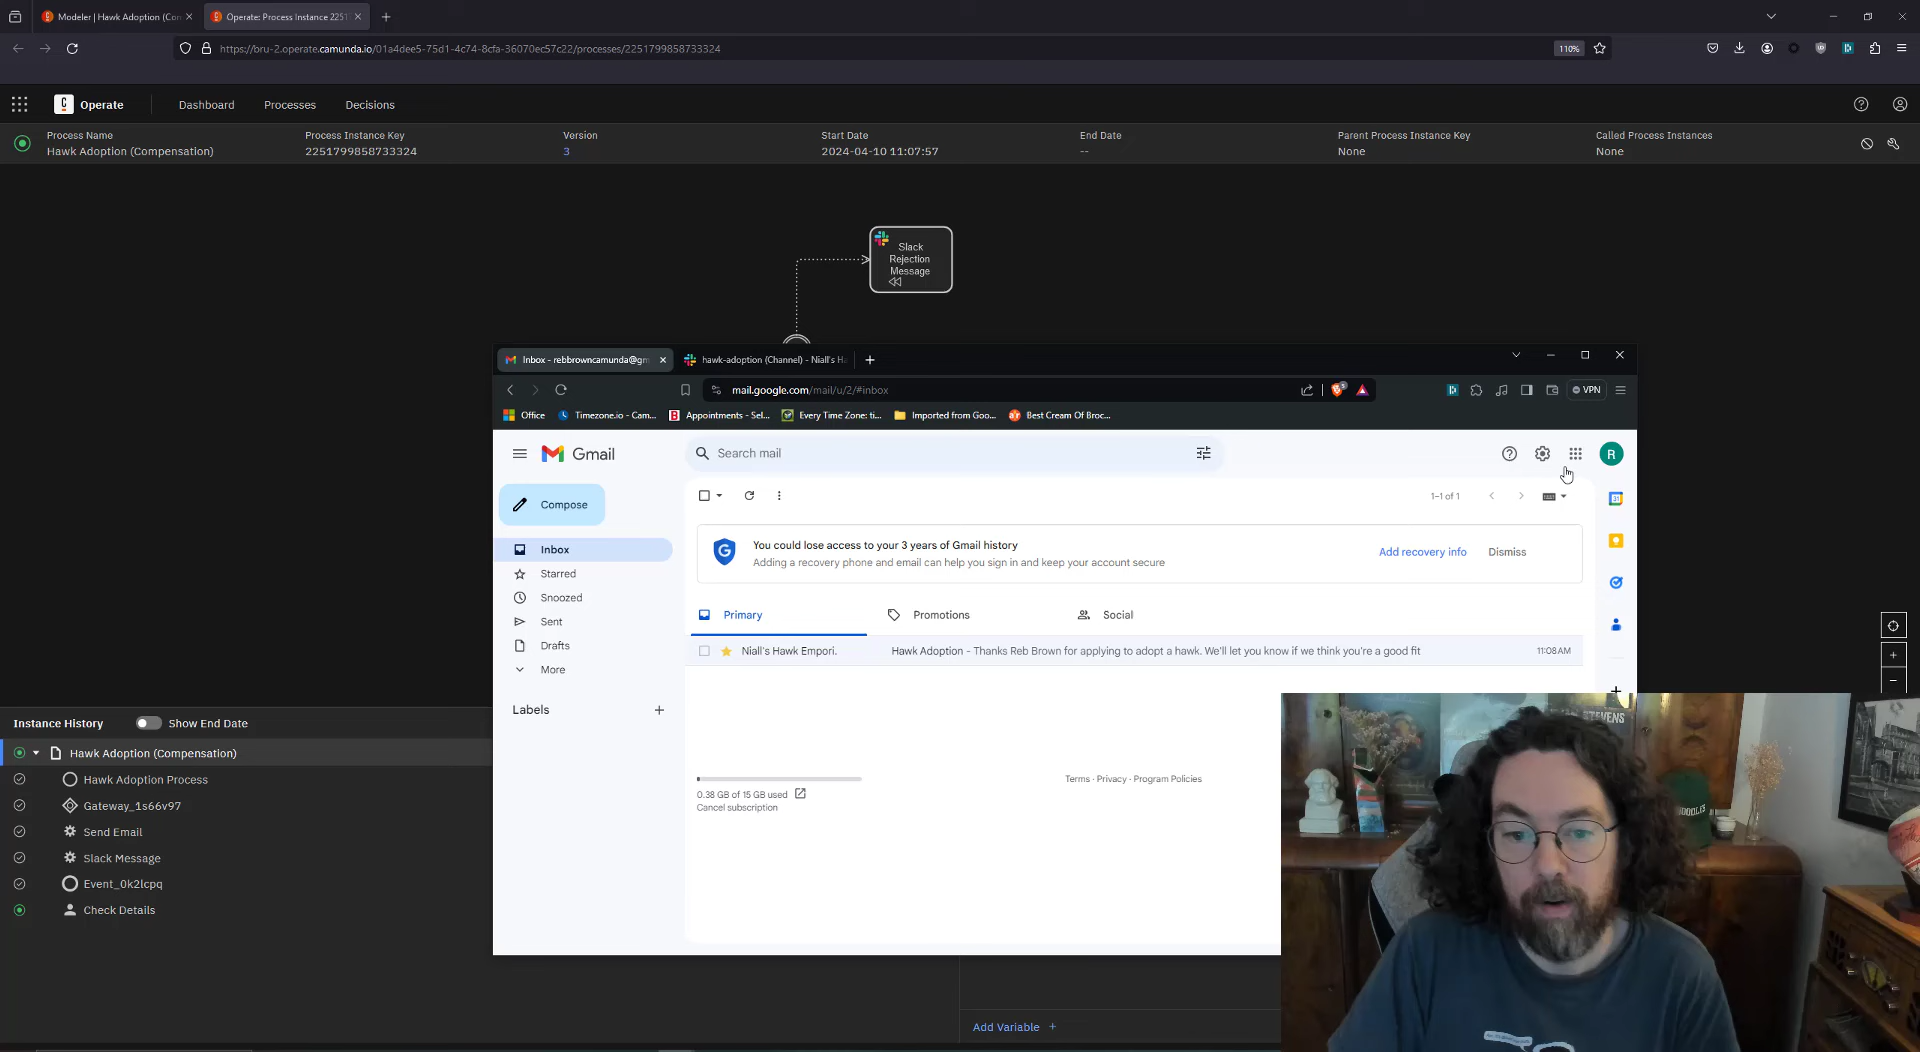 Modeler | Hawk Adoption (Con
Operate: Process Instance 2251
https://bru-2.operate.camunda.io/01a4dee5-75d1-4c74-8cfa-36070ec57c22/processes/2251799858733324
110%
Operate
Dashboard
Processes
Decisions
Process Name
Process Instance Key
Version
Start Date
End Date
Parent Process Instance Key
Called Process Instances
Hawk Adoption (Compensation)
2251799858733324
3
2024-04-10 11:07:57
--
None
None
Slack
Rejection
Message
Inbox - rebbrowncamunda@gm
hawk-adoption (Channel) - Niall's Ha
mail.google.com/mail/u/2/#inbox
VPN
Office
Timezone.io - Cam...
Appointments - Sel...
Every Time Zone: ti...
Imported from Goo...
Best Cream Of Broc...
Gmail
Search mail
R
Compose
1–1 of 1
Inbox
Starred
Snoozed
Sent
Drafts
More
Labels
You could lose access to your 3 years of Gmail history
Adding a recovery phone and email can help you sign in and keep your account secure
Add recovery info
Dismiss
Primary
Promotions
Social
Niall's Hawk Empori.
Hawk Adoption - Thanks Reb Brown for applying to adopt a hawk. We'll let you know if we think you're a good fit
11:08 AM
0.38 GB of 15 GB used
Cancel subscription
Terms · Privacy · Program Policies
Instance History
Show End Date
Hawk Adoption (Compensation)
Hawk Adoption Process
Gateway_1s66v97
Send Email
Slack Message
Event_0k2lcpq
Check Details
Add Variable +
STEVENS